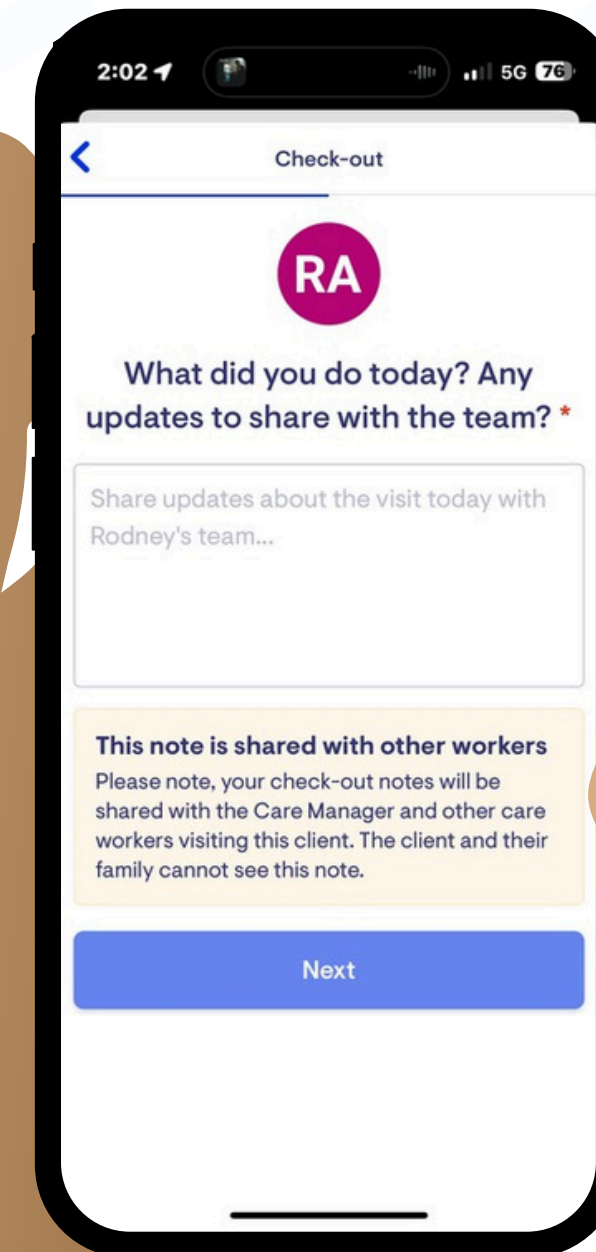 2:02
5G 76
Check-out
RA
What did you do today? Any
updates to share with the team? *
Share updates about the visit today with
Rodney's team...
This note is shared with other workers
Please note, your check-out notes will be
shared with the Care Manager and other care
workers visiting this client. The client and their
family cannot see this note.
Next